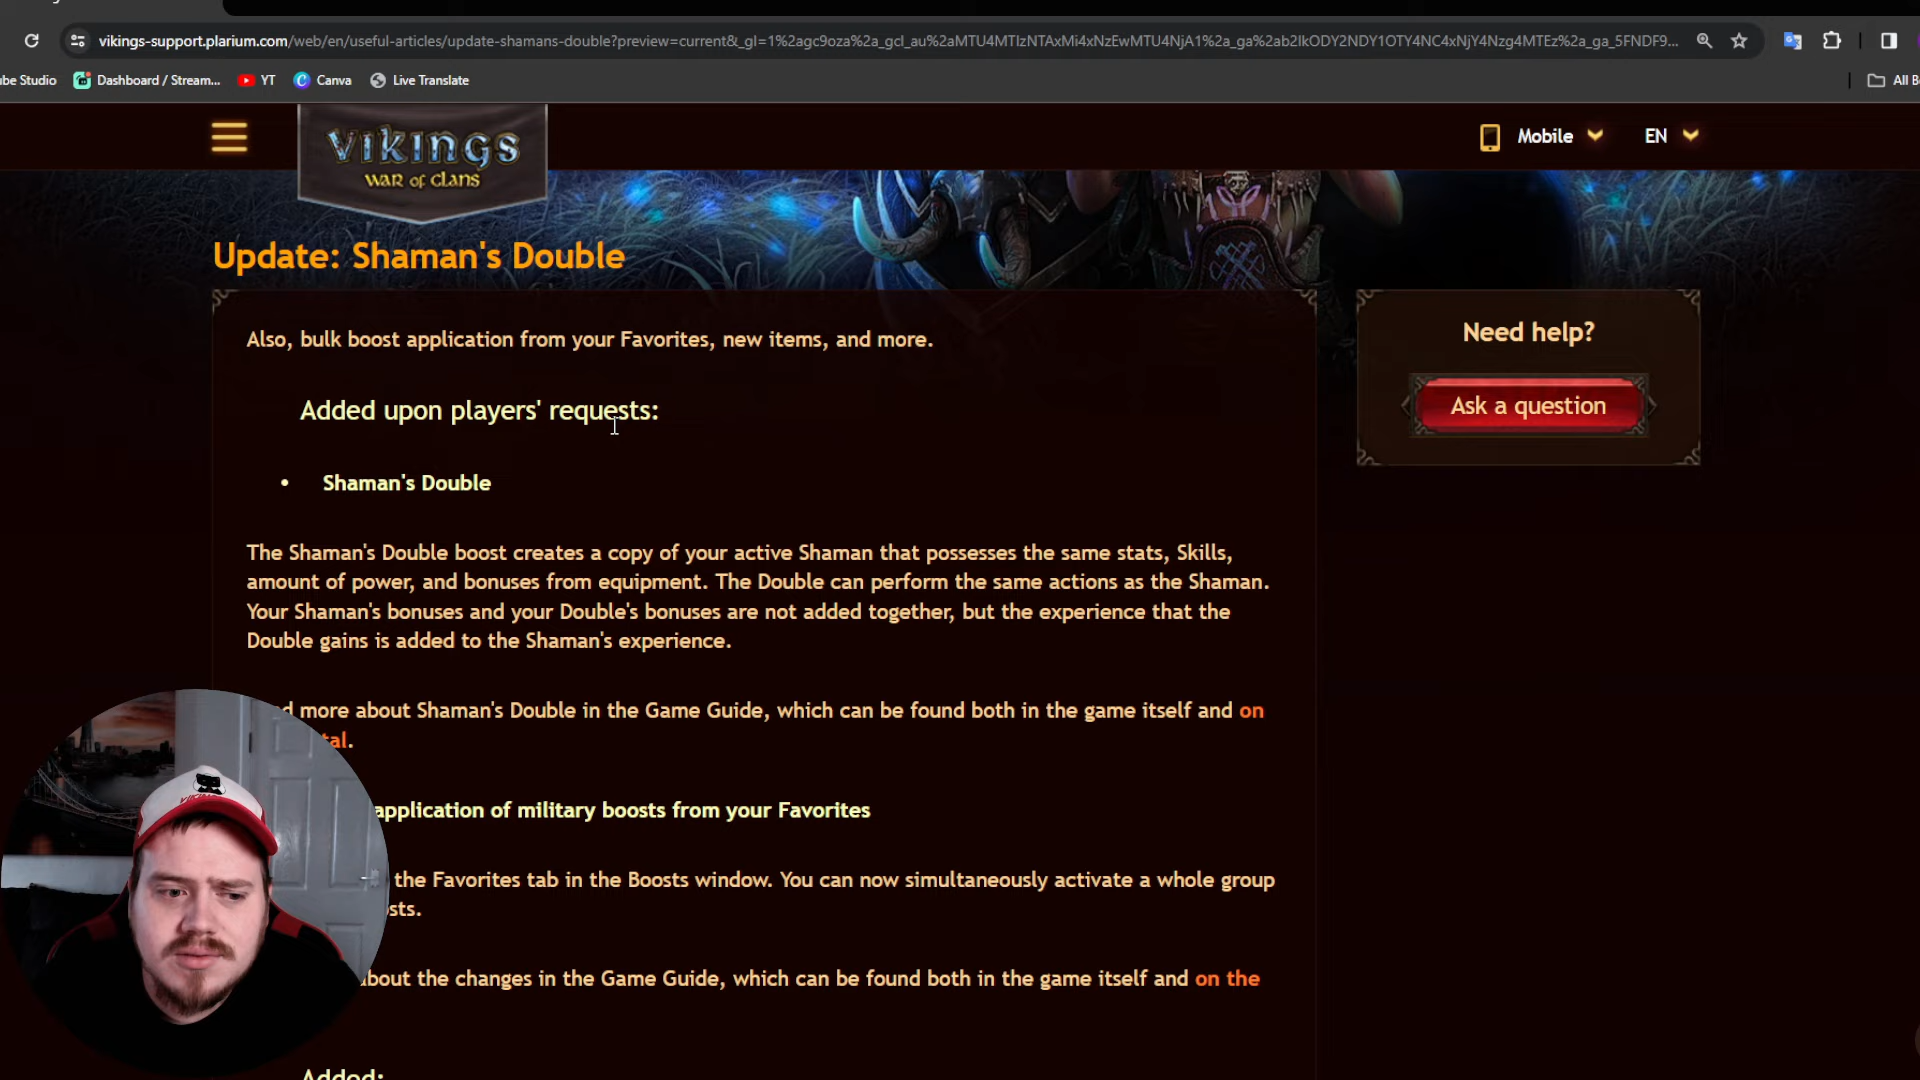 vikings-support.plarium.com/web/en/useful-articles/update-shamans-double?preview=current&_gl=1%2agc9oza%2a_gcl_au%2aMTU4MTIzNTAxMi4xNzEwMTU4NjA1%2a_ga%2ab2lkODY2NDY1OTY4NC4xNjY4Nzg4MTEz%2a_ga_5FNDF9...
be Studio Dashboard / Stream... YT Canva Live Translate All B
VIKINGS
WAR OF CLANS
Mobile EN
Update: Shaman's Double
Also, bulk boost application from your Favorites, new items, and more.
Need help?
Ask a question
Added upon players' requests:
• Shaman's Double
The Shaman's Double boost creates a copy of your active Shaman that possesses the same stats, Skills,
amount of power, and bonuses from equipment. The Double can perform the same actions as the Shaman.
Your Shaman's bonuses and your Double's bonuses are not added together, but the experience that the
Double gains is added to the Shaman's experience.
more about Shaman's Double in the Game Guide, which can be found both in the game itself and on
tal.
application of military boosts from your Favorites
the Favorites tab in the Boosts window. You can now simultaneously activate a whole group
sts.
about the changes in the Game Guide, which can be found both in the game itself and on the
Added: